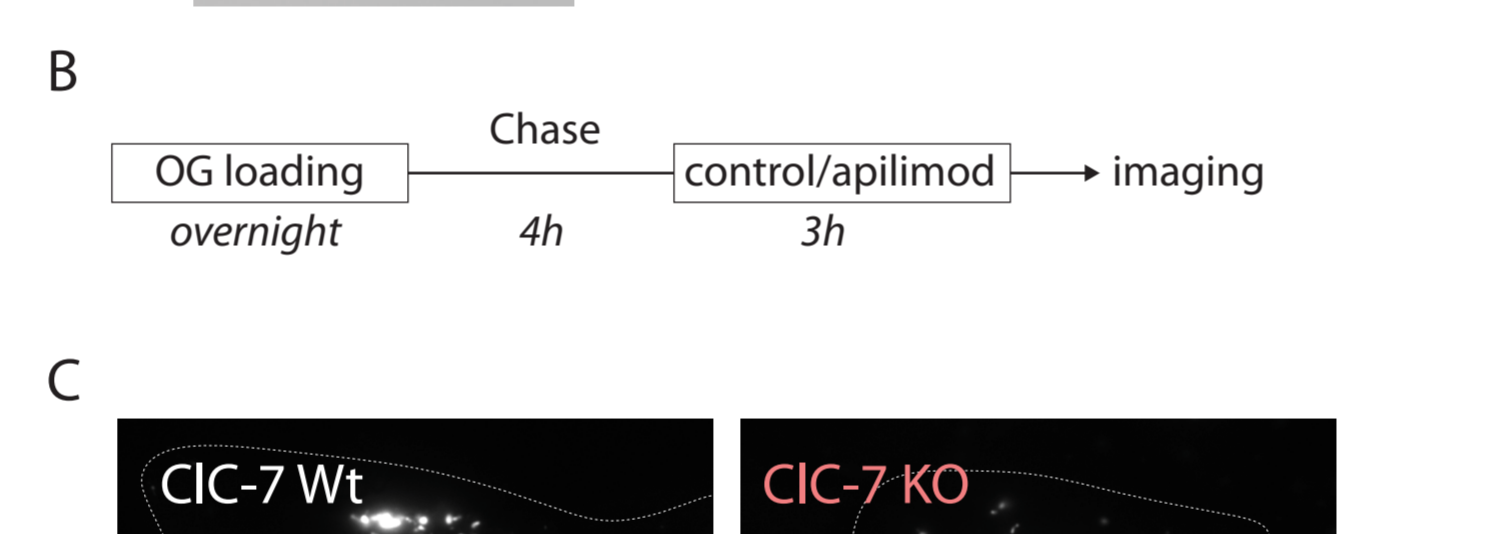 B
Chase
OG loading
control/apilimod
imaging
overnight
4h
3h
C
ClC-7 Wt
ClC-7 KO